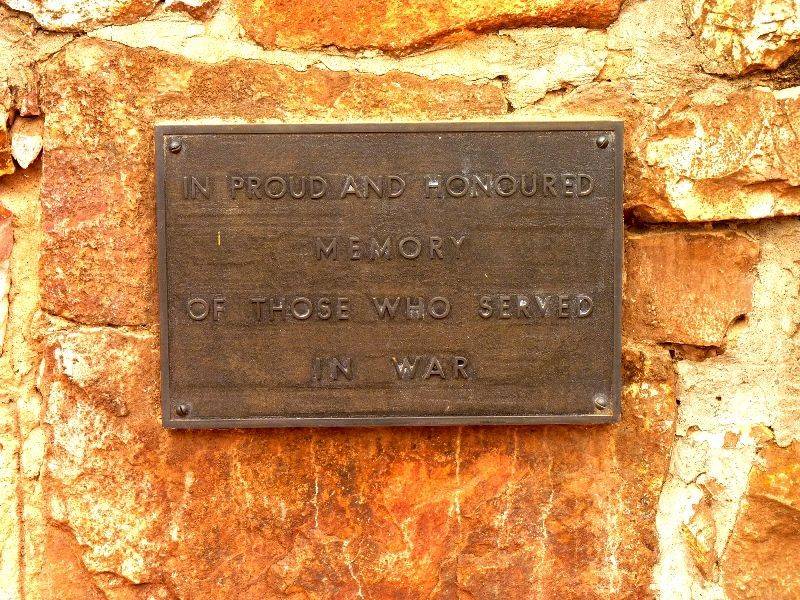 IN PROUD AND HONOURED
MEMORY
OF THOSE WHO SERVED
IN WAR